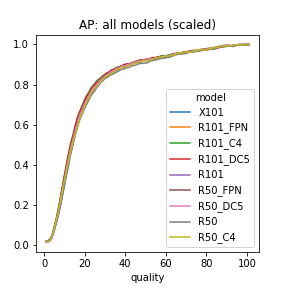 AP: all models (scaled)
1.0
0.8
0.6
0.4
0.2
0.0
model
X101
R101_FPN
R101_C4
R101_DC5
R101
R50_FPN
R50_DC5
R50
R50_C4
0 20 40 60 80 100
quality